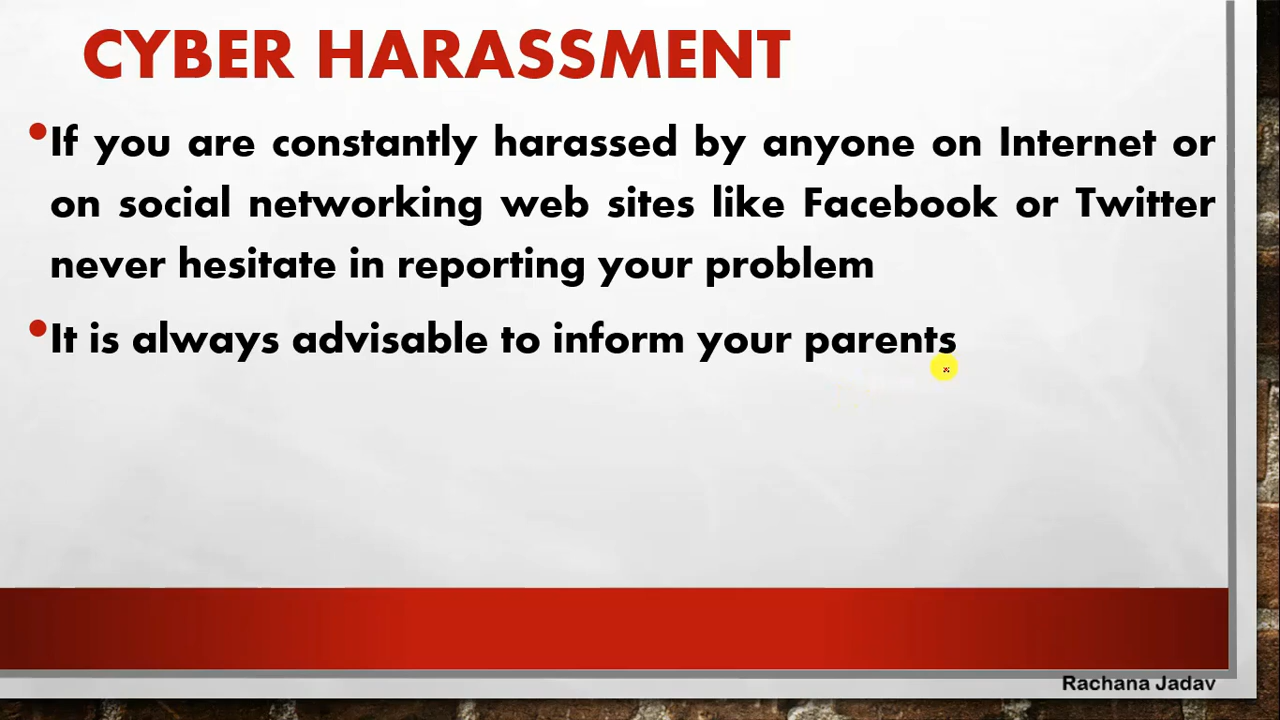 CYBER HARASSMENT
•If you are constantly harassed by anyone on Internet or
on social networking web sites like Facebook or Twitter
never hesitate in reporting your problem
•It is always advisable to inform your parents
Rachana Jadav